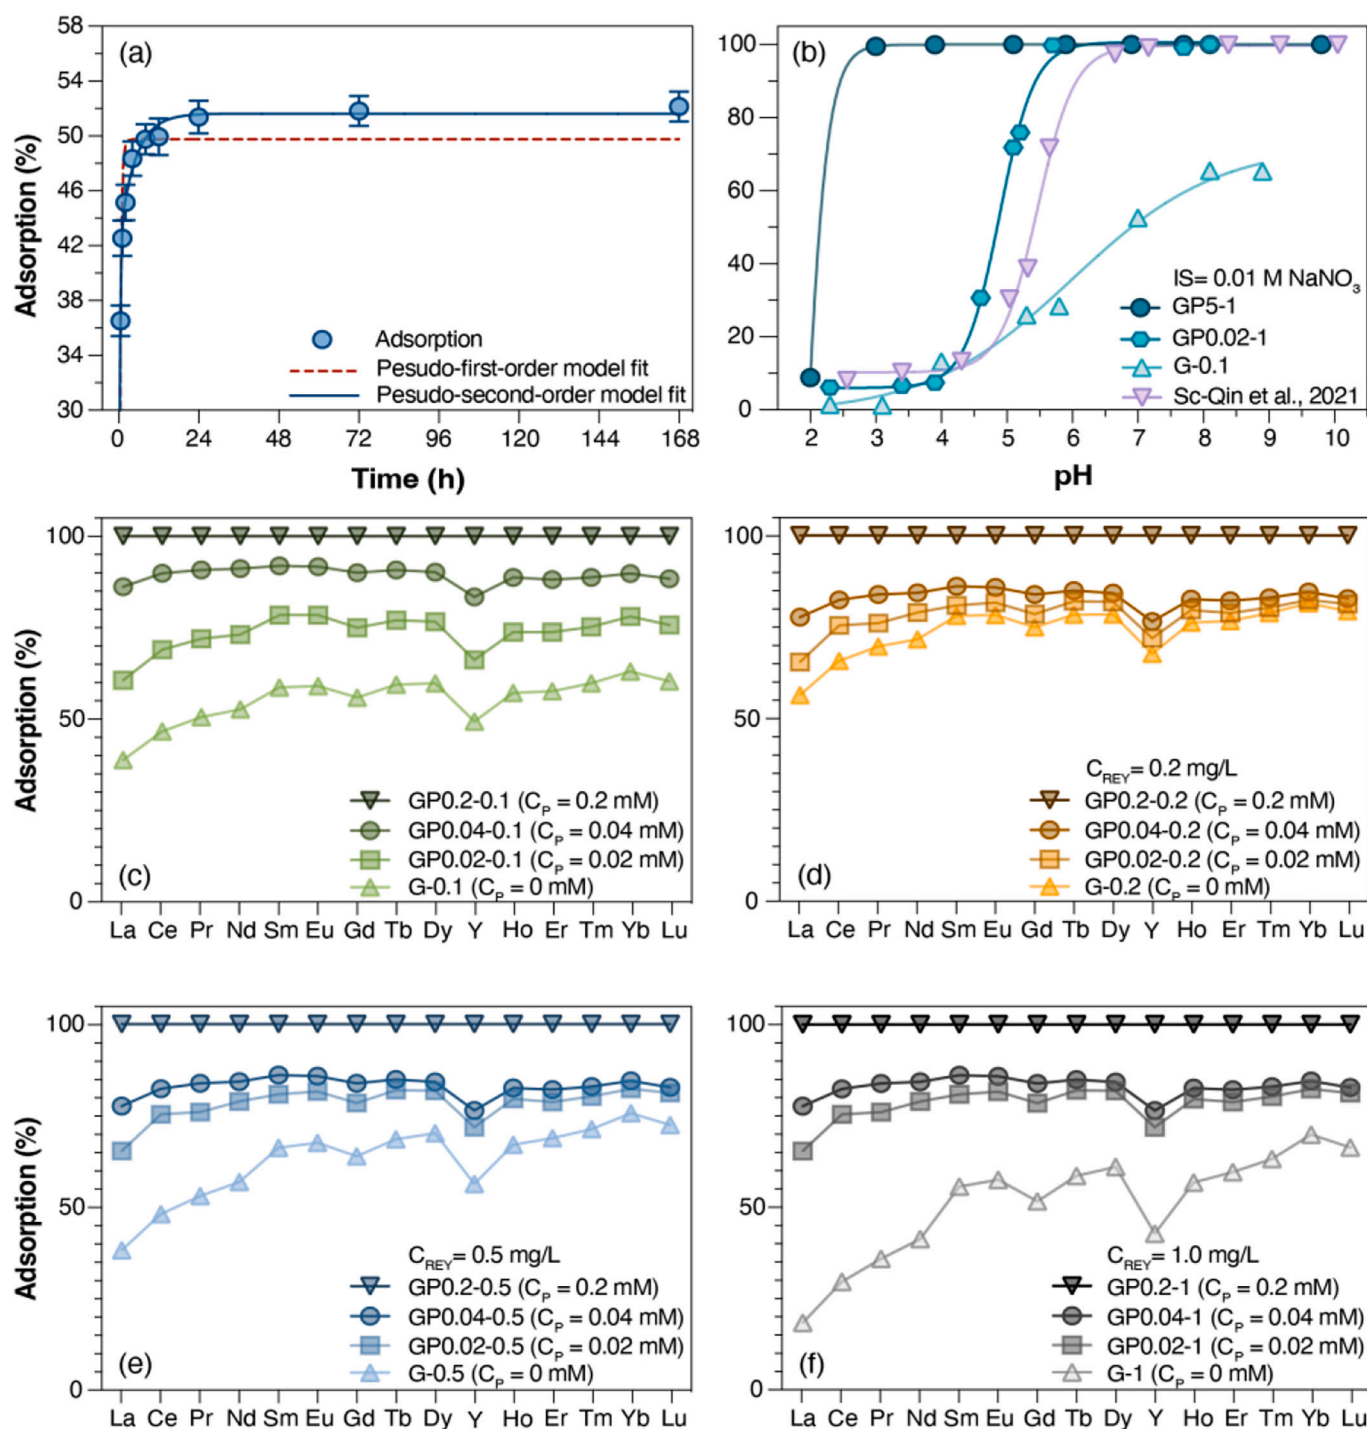 58
54
50
46
42
38
34
30
(a)
Adsorption (%)
Adsorption
Pesudo-first-order model fit
Pesudo-second-order model fit
0 24 48 72 96 120 144 168
Time (h)
100
80
60
40
20
0
(b)
IS= 0.01 M NaNO₃
GP5-1
GP0.02-1
G-0.1
Sc-Qin et al., 2021
2 3 4 5 6 7 8 9 10
pH
100
50
0
Adsorption (%)
GP0.2-0.1 (Cₚ = 0.2 mM)
GP0.04-0.1 (Cₚ = 0.04 mM)
GP0.02-0.1 (Cₚ = 0.02 mM)
G-0.1 (Cₚ = 0 mM)
(c)
La Ce Pr Nd Sm Eu Gd Tb Dy Y Ho Er Tm Yb Lu
100
50
0
C_REY= 0.2 mg/L
GP0.2-0.2 (Cₚ = 0.2 mM)
GP0.04-0.2 (Cₚ = 0.04 mM)
GP0.02-0.2 (Cₚ = 0.02 mM)
G-0.2 (Cₚ = 0 mM)
(d)
La Ce Pr Nd Sm Eu Gd Tb Dy Y Ho Er Tm Yb Lu
100
50
0
Adsorption (%)
C_REY= 0.5 mg/L
GP0.2-0.5 (Cₚ = 0.2 mM)
GP0.04-0.5 (Cₚ = 0.04 mM)
GP0.02-0.5 (Cₚ = 0.02 mM)
G-0.5 (Cₚ = 0 mM)
(e)
La Ce Pr Nd Sm Eu Gd Tb Dy Y Ho Er Tm Yb Lu
100
50
0
C_REY= 1.0 mg/L
GP0.2-1 (Cₚ = 0.2 mM)
GP0.04-1 (Cₚ = 0.04 mM)
GP0.02-1 (Cₚ = 0.02 mM)
G-1 (Cₚ = 0 mM)
(f)
La Ce Pr Nd Sm Eu Gd Tb Dy Y Ho Er Tm Yb Lu